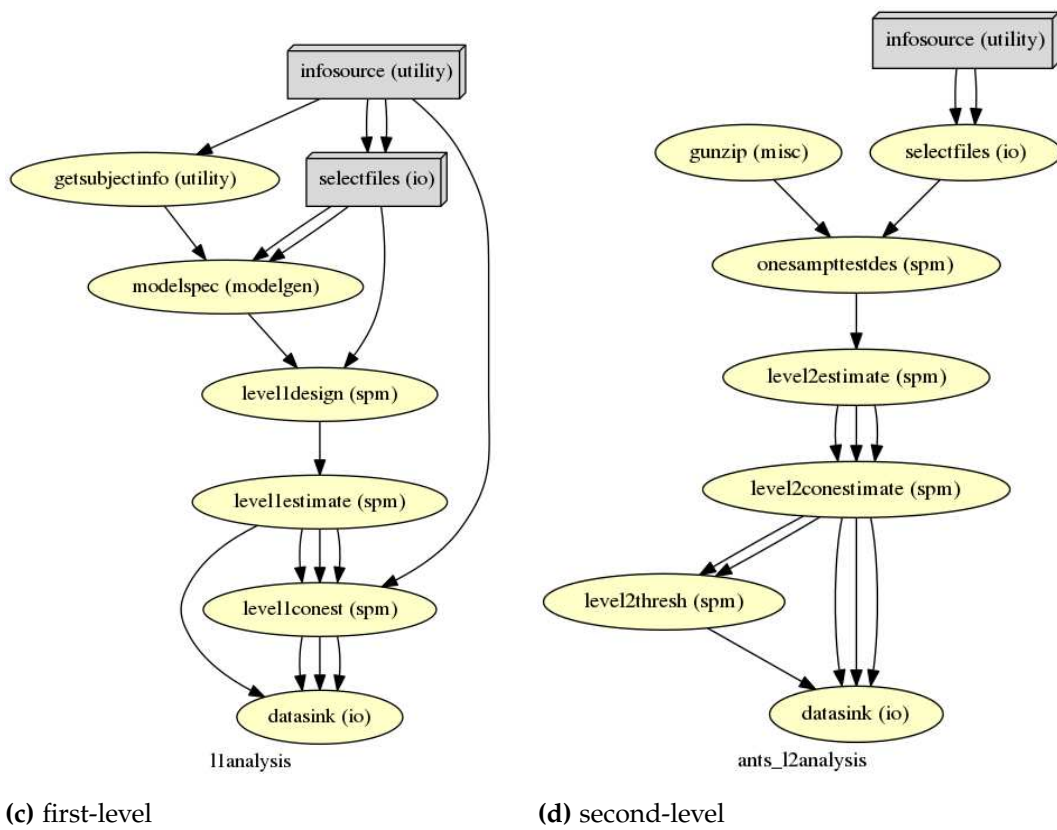 infosource (utility)
getsubjectinfo (utility)
selectfiles (io)
modelspec (modelgen)
level1design (spm)
level1estimate (spm)
level1conest (spm)
datasink (io)
l1analysis
(c) first-level
infosource (utility)
gunzip (misc)
selectfiles (io)
onesampttestdes (spm)
level2estimate (spm)
level2conestimate (spm)
level2thresh (spm)
datasink (io)
ants_l2analysis
(d) second-level